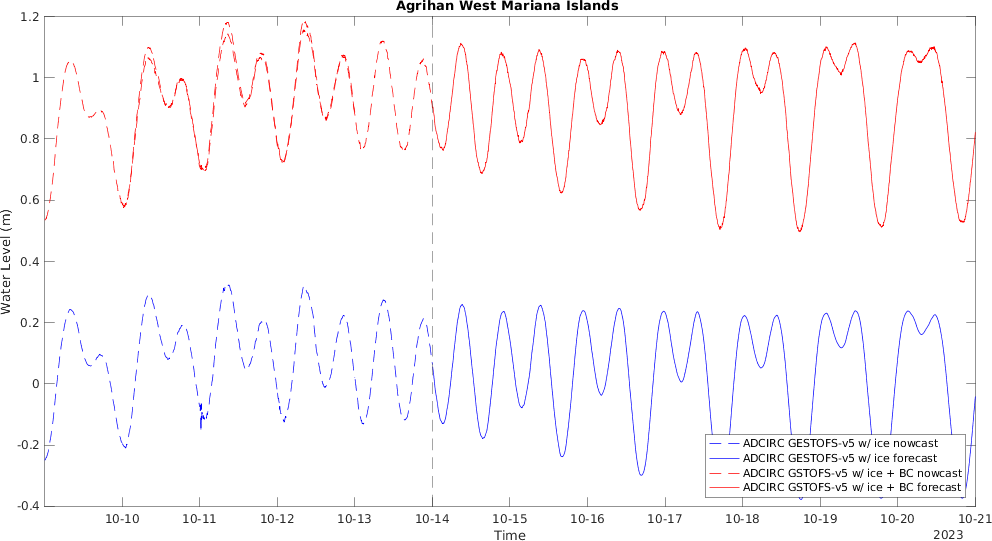 Agrihan West Mariana Islands
1.2
1
0.8
0.6
0.4
0.2
0
-0.2
-0.4
Water Level (m)
ADCIRC GESTOFS-v5 w/ ice nowcast
ADCIRC GESTOFS-v5 w/ ice forecast
ADCIRC GSTOFS-v5 w/ ice + BC nowcast
ADCIRC GSTOFS-v5 w/ ice + BC forecast
10-10 10-11 10-12 10-13 10-14 10-15 10-16 10-17 10-18 10-19 10-20 10-21
Time 2023